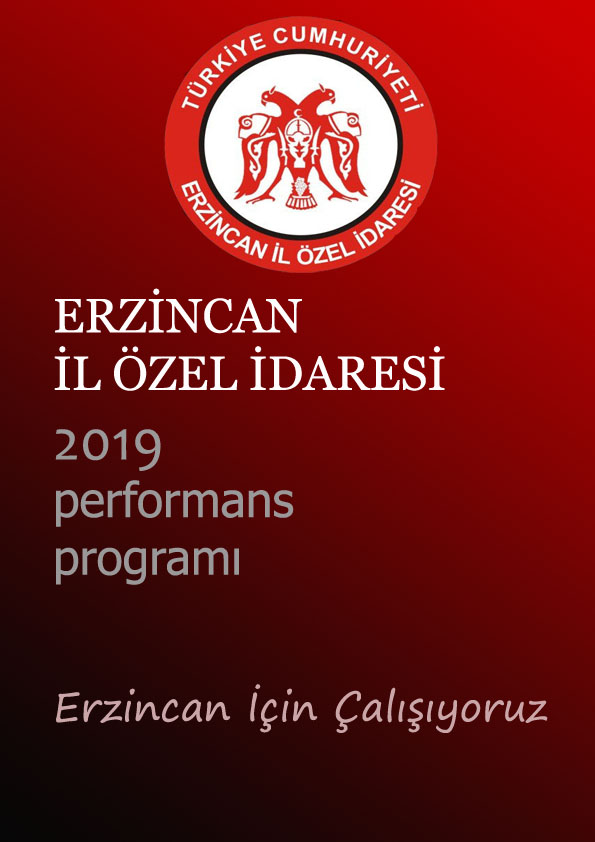 TÜRKİYE CUMHURİYETİ
ERZİNCAN İL ÖZEL İDARESİ
ERZİNCAN
İL ÖZEL İDARESİ
2019
performans
programı
Erzincan İçin Çalışıyoruz